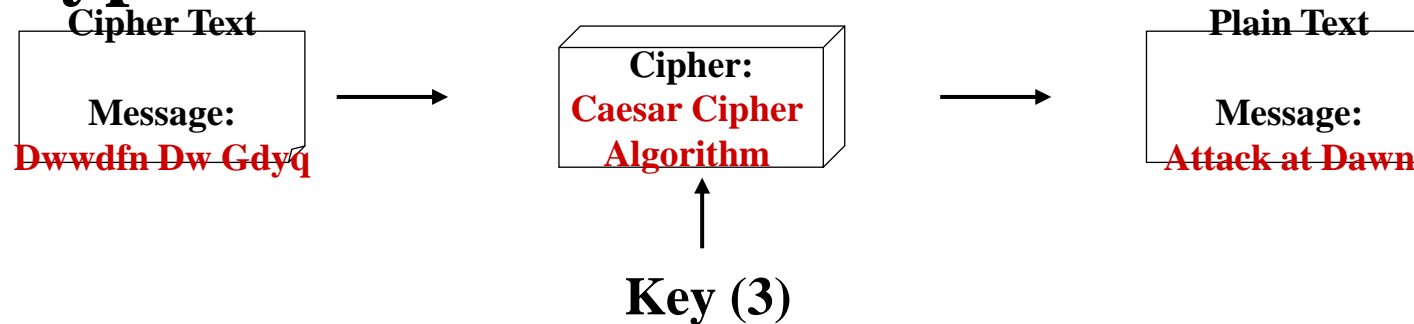 Cipher Text
Message:
Dwwdfn Dw Gdyq
Cipher:
Caesar Cipher
Algorithm
Key (3)
Plain Text
Message:
Attack at Dawn